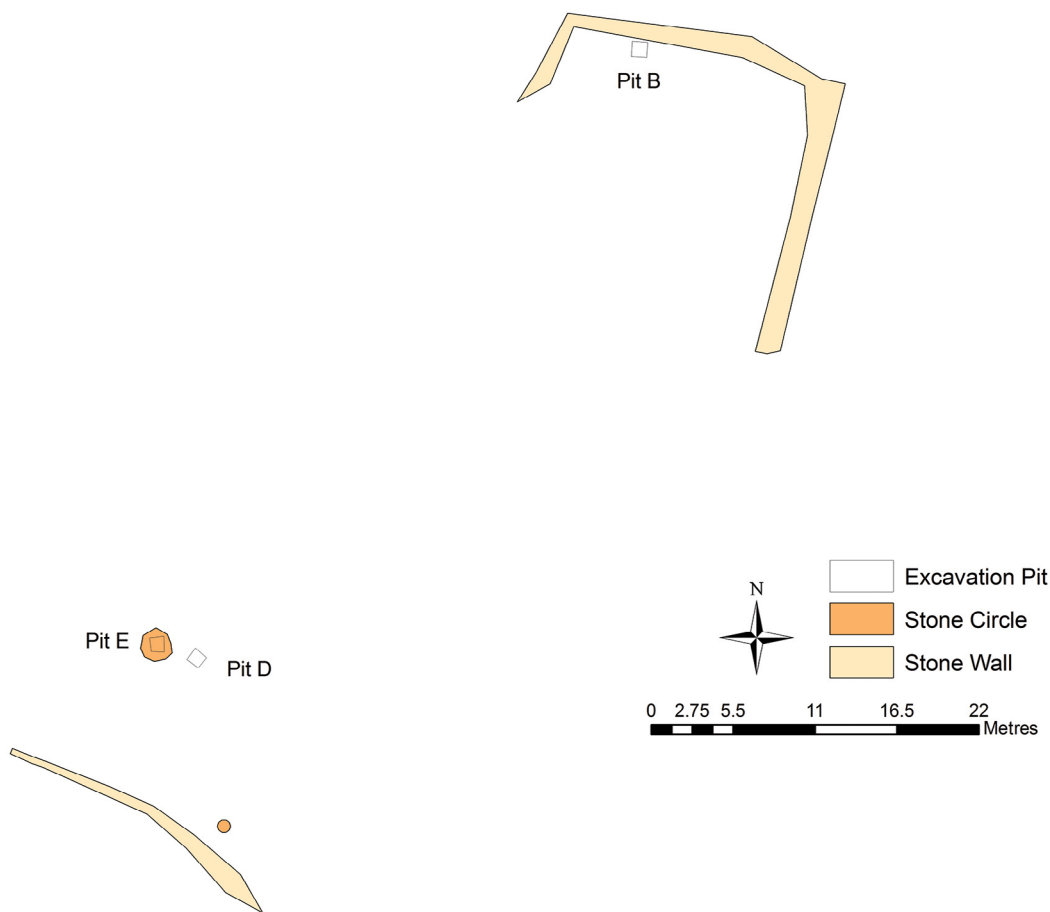 Pit B
N
Excavation Pit
Stone Circle
Stone Wall
Pit E
Pit D
0 2.75 5.5 11 16.5 22
Metres